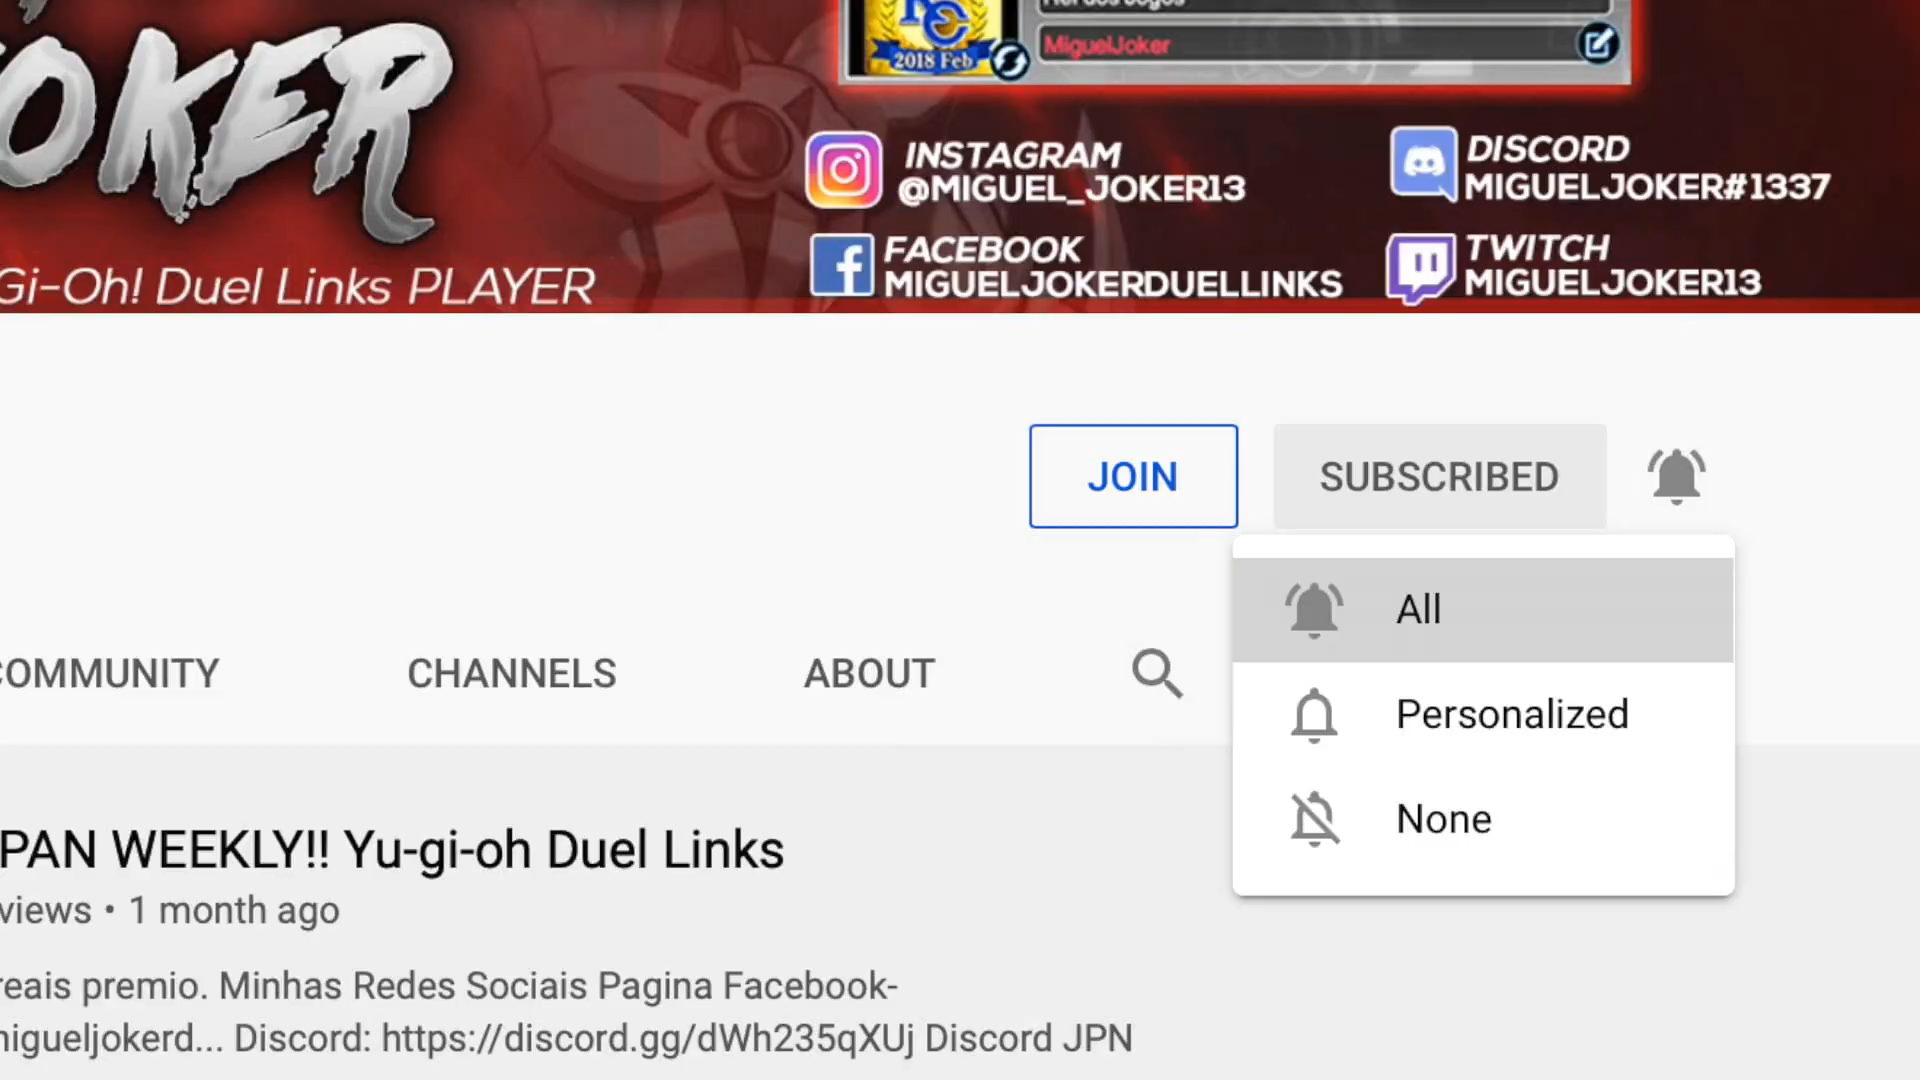 2018 Feb
MiguelJoker
OKER
Gi-Oh! Duel Links PLAYER
INSTAGRAM
@MIGUEL_JOKER13
DISCORD
MIGUELJOKER#1337
FACEBOOK
MIGUELJOKERDUELLINKS
TWITCH
MIGUELJOKER13
JOIN
SUBSCRIBED
All
Personalized
None
COMMUNITY
CHANNELS
ABOUT
PAN WEEKLY!! Yu-gi-oh Duel Links
views • 1 month ago
reais premio. Minhas Redes Sociais Pagina Facebook-
migueljokerd... Discord: https://discord.gg/dWh235qXUj Discord JPN